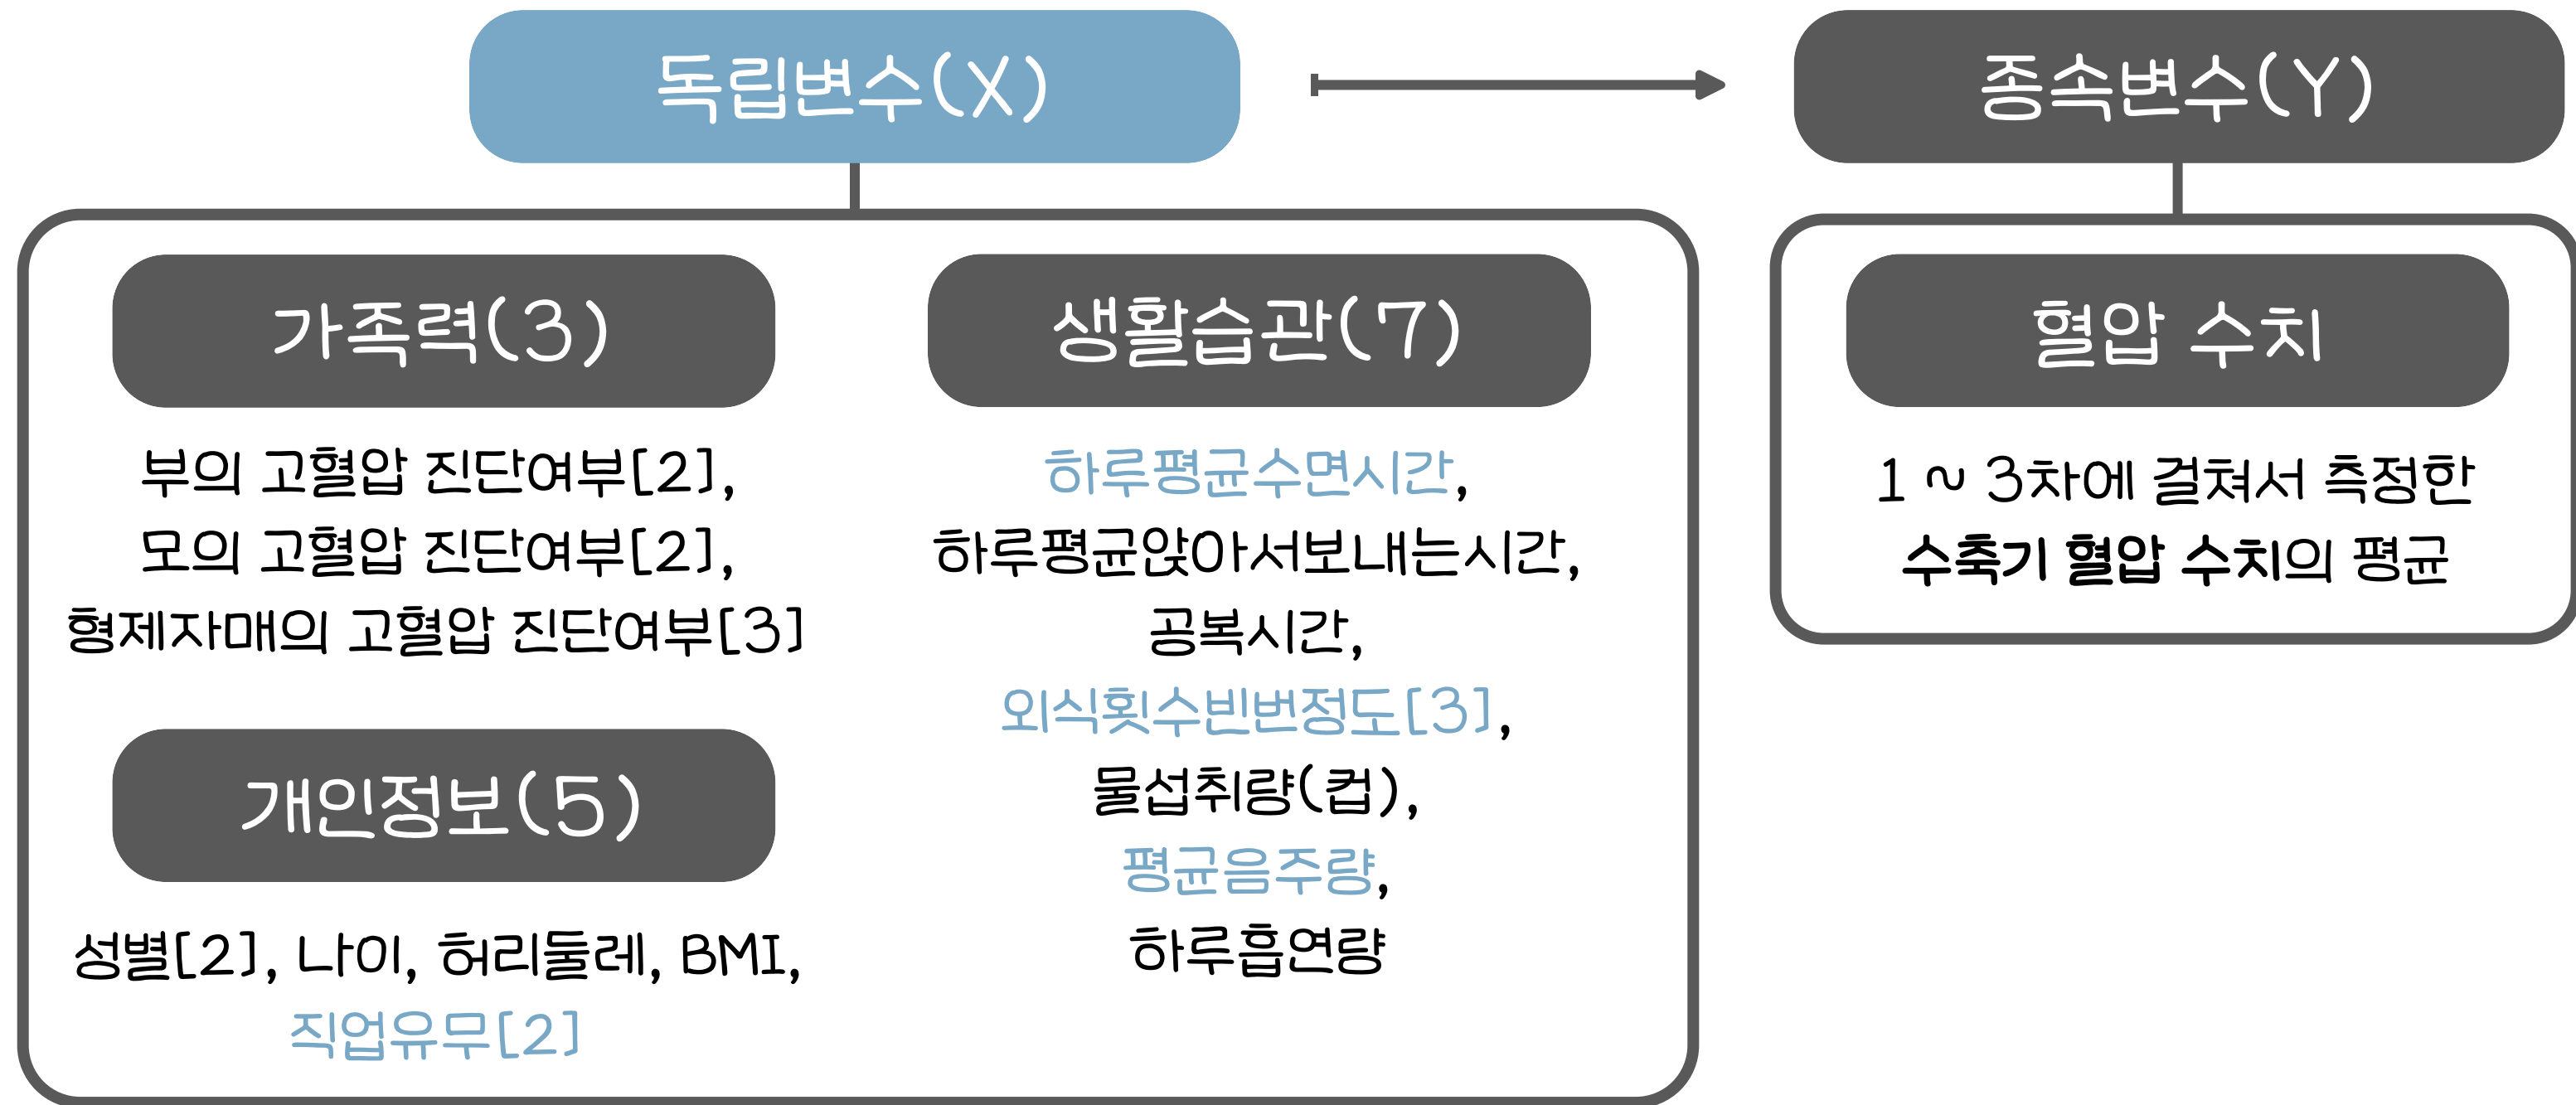 독립변수(X)
종속변수(Y)
가족력(3)
부의 고혈압 진단여부[2],
모의 고혈압 진단여부[2],
형제자매의 고혈압 진단여부[3]
개인정보(5)
성별[2], 나이, 허리둘레, BMI,
직업유무[2]
생활습관(7)
하루평균수면시간,
하루평균앉아서보내는시간,
공복시간,
외식횟수빈번정도[3],
물섭취량(컵),
평균음주량,
하루흡연량
혈압 수치
1 ~ 3차에 걸쳐서 측정한
수축기 혈압 수치의 평균